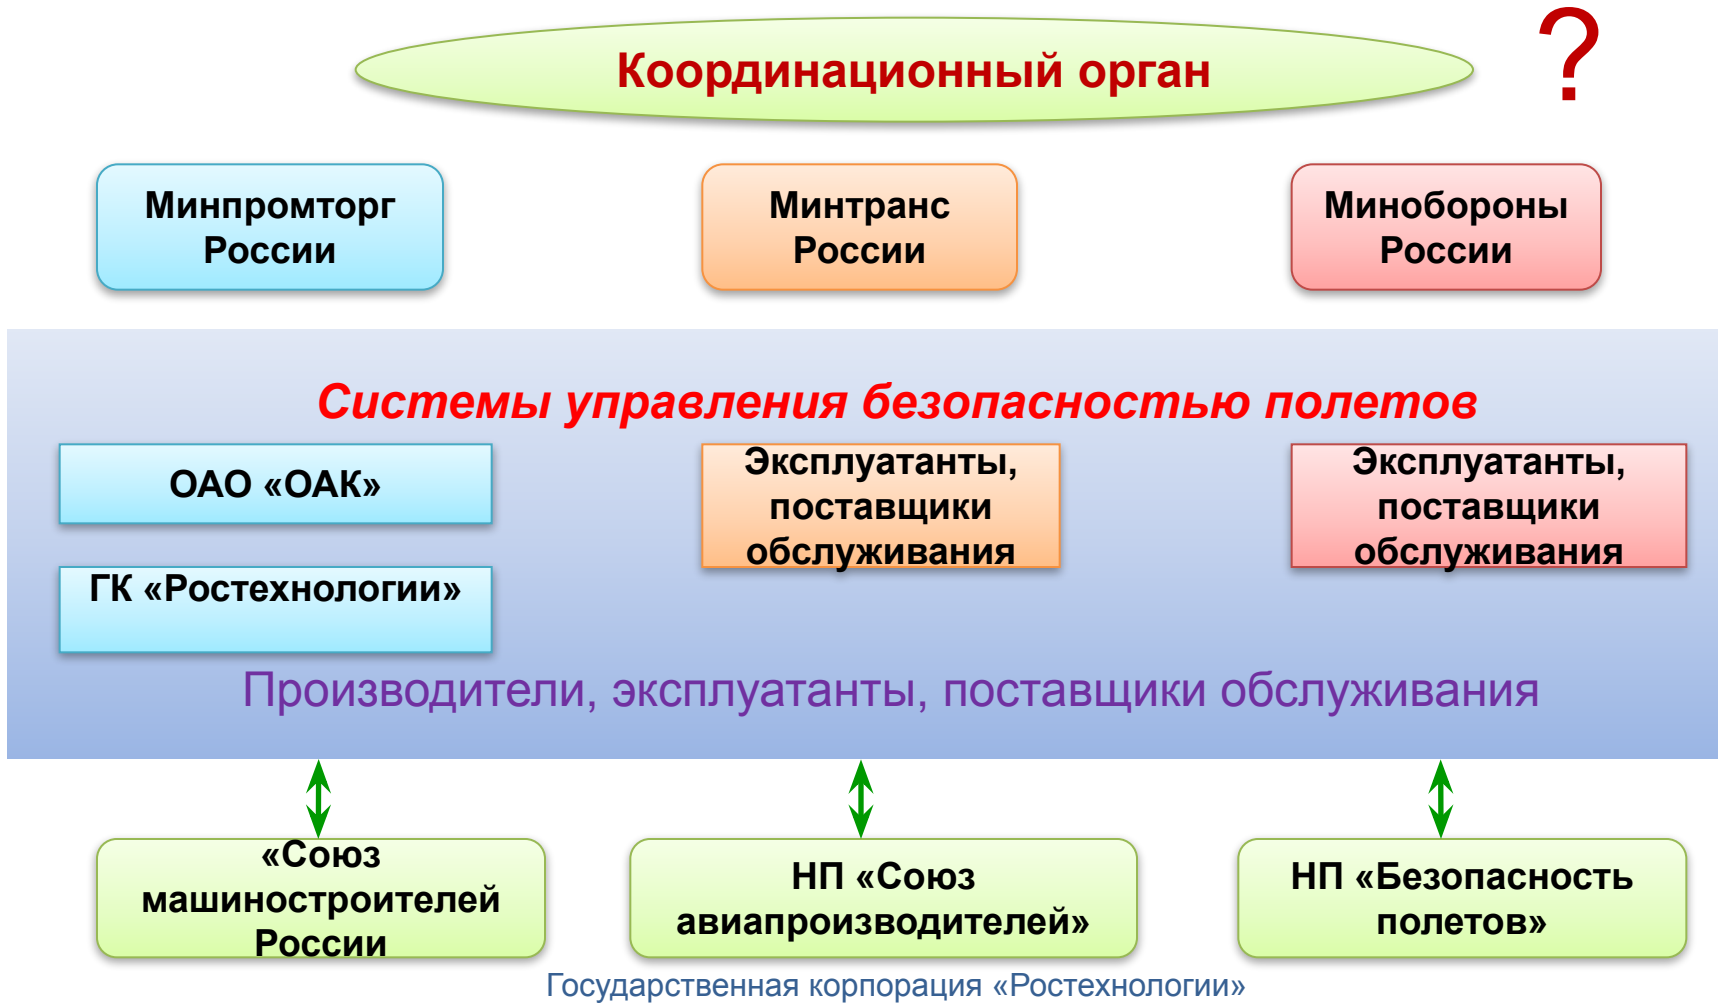 Координационный орган
?
Минпромторг
России
Минтранс
России
Минобороны
России
Системы управления безопасностью полетов
ОАО «ОАК»
ГК «Ростехнологии»
Эксплуатанты,
поставщики
обслуживания
Эксплуатанты,
поставщики
обслуживания
Производители, эксплуатанты, поставщики обслуживания
«Союз
машиностроителей
России
НП «Союз
авиапроизводителей»
НП «Безопасность
полетов»
Государственная корпорация «Ростехнологии»